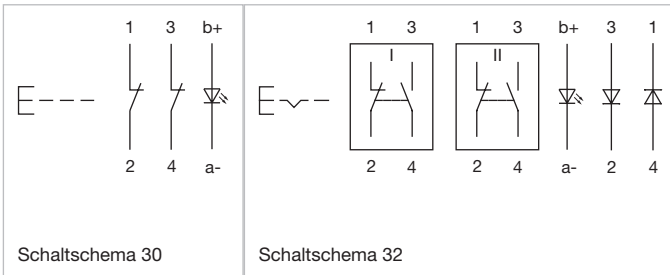 1 3 b+
2 4 a-
Schaltschema 30
1 3 1 3 b+ 3 1
I II
2 4 2 4 a- 2 4
Schaltschema 32